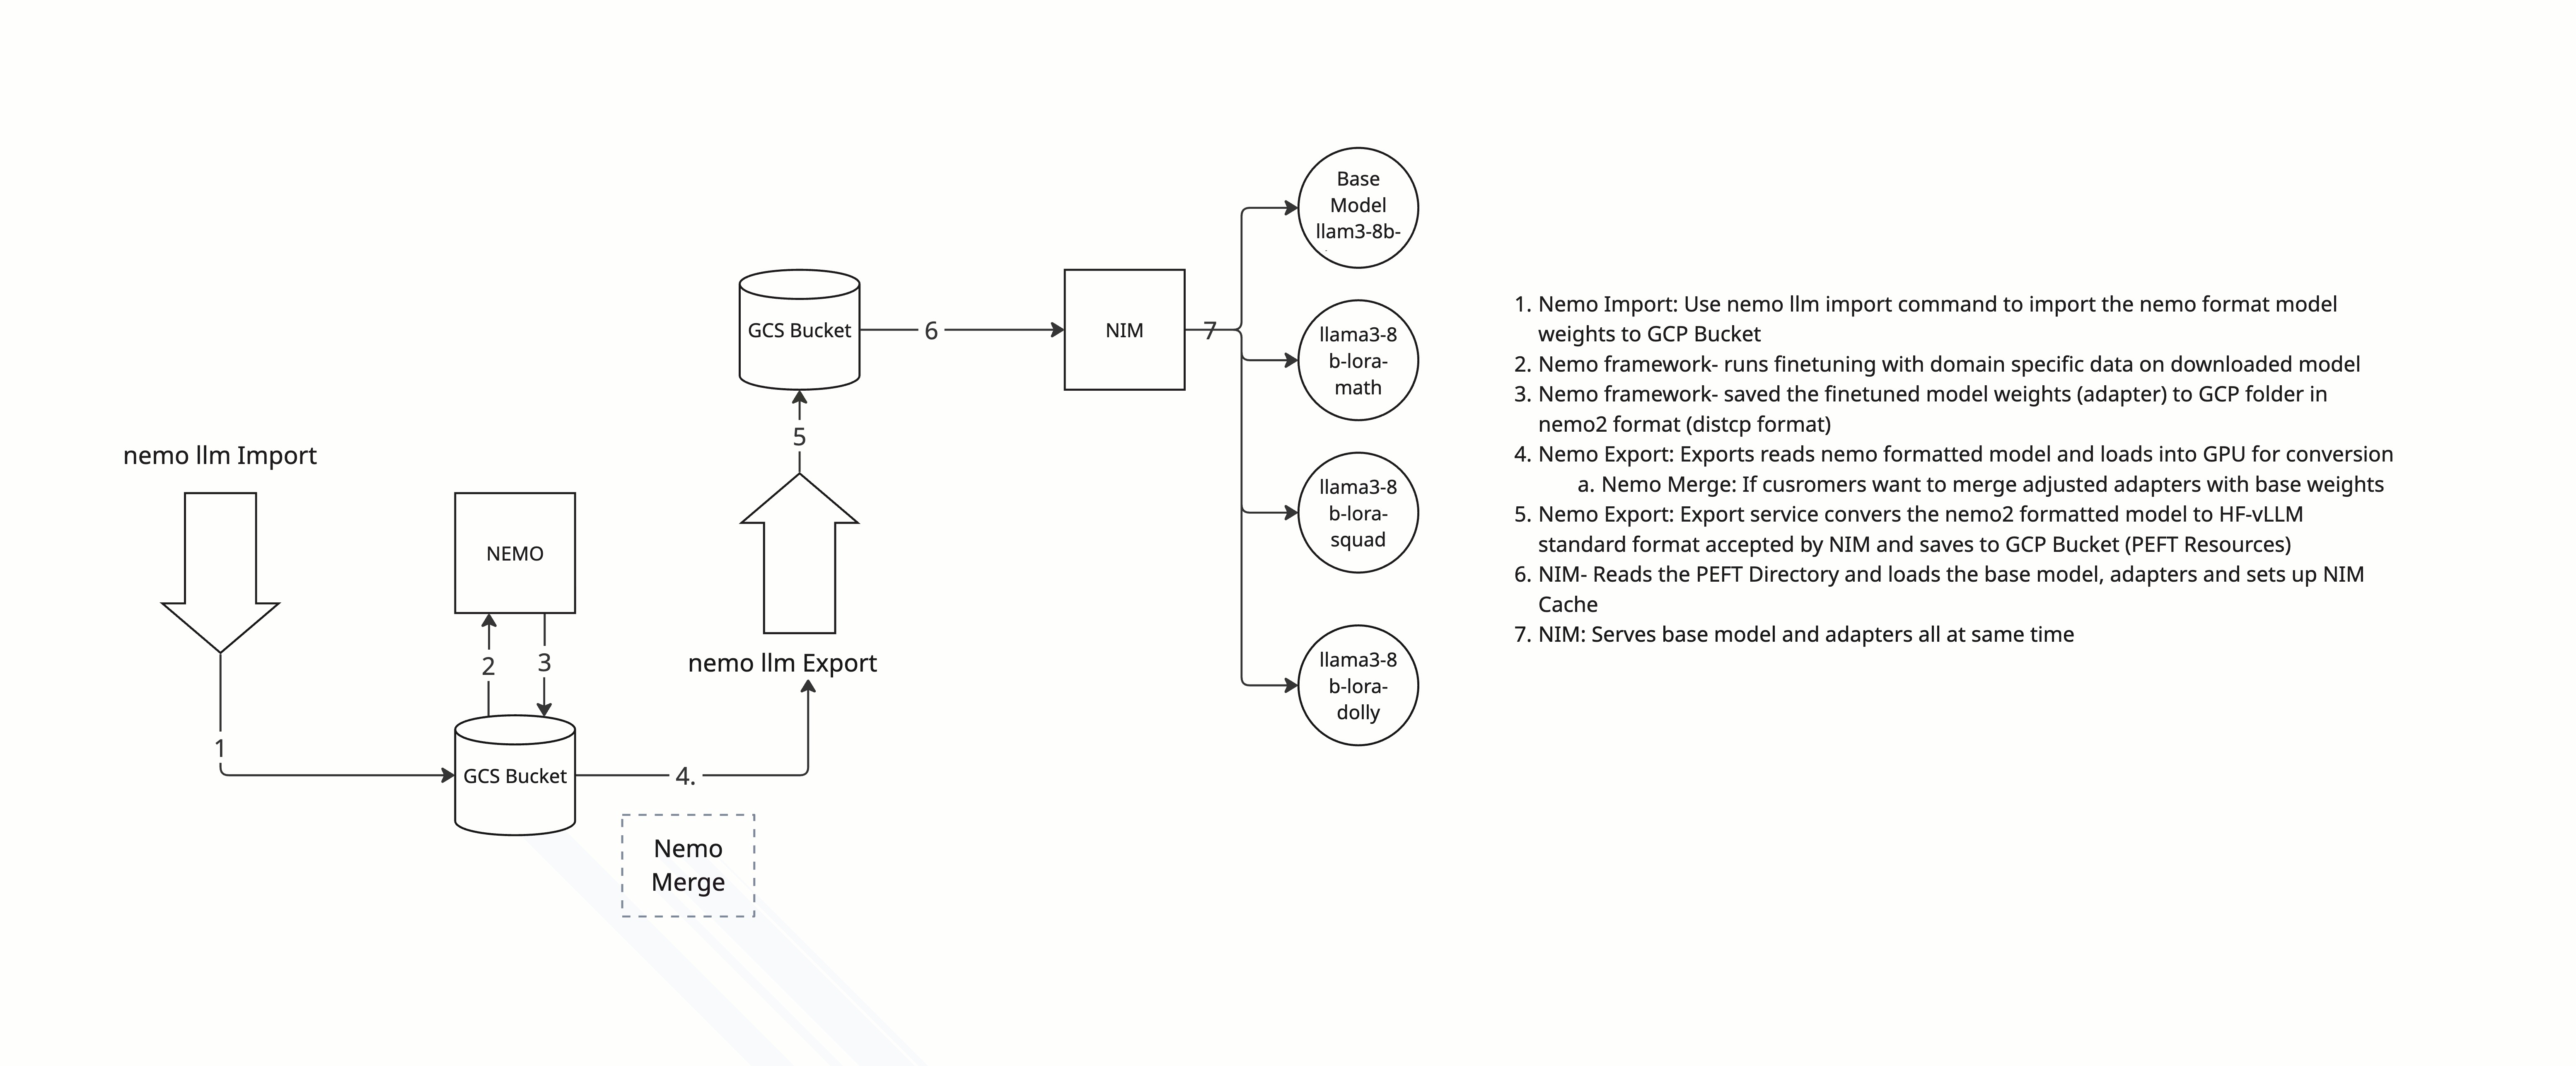 nemo llm Import
1
NEMO
2
3
GCS Bucket
4.
Nemo
Merge
nemo llm Export
5
GCS Bucket
6
NIM
7
Base
Model
llam3-8b-
llama3-8
b-lora-
math
llama3-8
b-lora-
squad
llama3-8
b-lora-
dolly
1. Nemo Import: Use nemo llm import command to import the nemo format model
weights to GCP Bucket
2. Nemo framework- runs finetuning with domain specific data on downloaded model
3. Nemo framework- saved the finetuned model weights (adapter) to GCP folder in
nemo2 format (distcp format)
4. Nemo Export: Exports reads nemo formatted model and loads into GPU for conversion
a. Nemo Merge: If cusromers want to merge adjusted adapters with base weights
5. Nemo Export: Export service convers the nemo2 formatted model to HF-vLLM
standard format accepted by NIM and saves to GCP Bucket (PEFT Resources)
6. NIM- Reads the PEFT Directory and loads the base model, adapters and sets up NIM
Cache
7. NIM: Serves base model and adapters all at same time